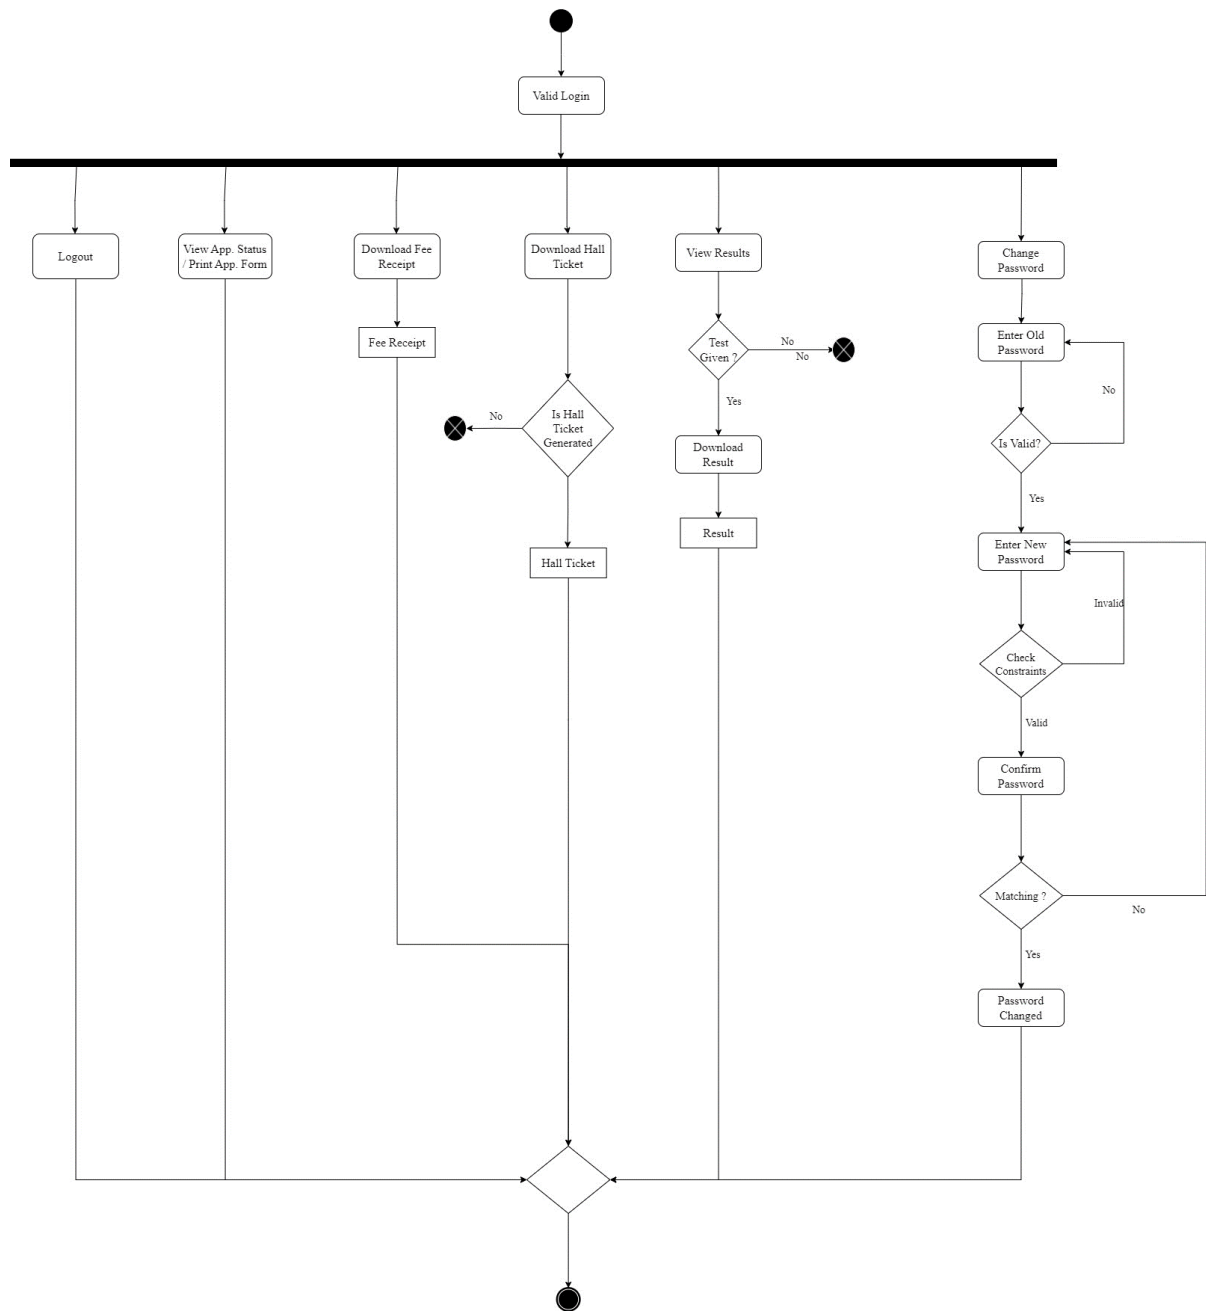 Valid Login
Logout
View App. Status
/ Print App. Form
Download Fee
Receipt
Download Hall
Ticket
View Results
Change
Password
Fee Receipt
Test
Given ?
No
No
Enter Old
Password
No
Yes
Is Hall
Ticket
Generated
No
Is Valid?
Download
Result
Yes
Result
Enter New
Password
Hall Ticket
Invalid
Check
Constraints
Valid
Confirm
Password
Matching ?
No
Yes
Password
Changed